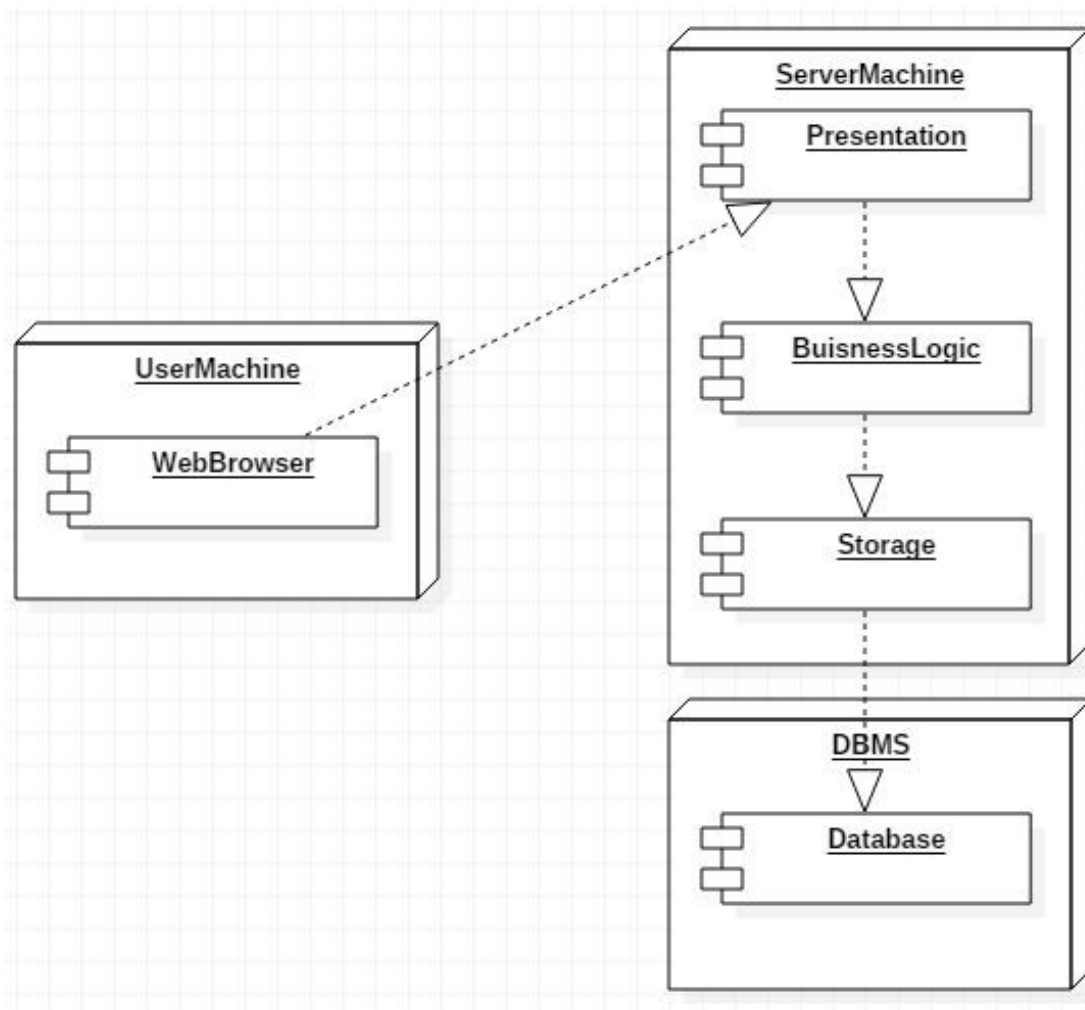 ServerMachine
Presentation
BuisnessLogic
Storage
UserMachine
WebBrowser
DBMS
Database